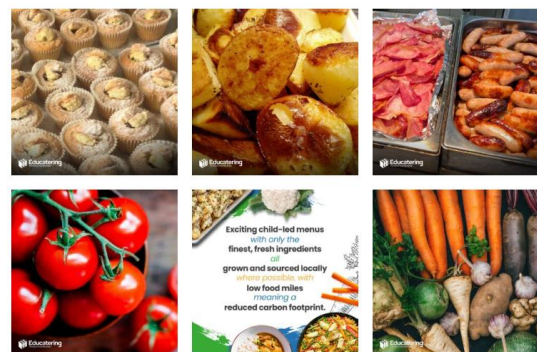 Educatering
Educatering
Educatering
Educatering
Exciting child-led menus
with only the
finest, fresh ingredients
all
grown and sourced locally
where possible, with
low food miles
meaning a
reduced carbon footprint.
Educatering